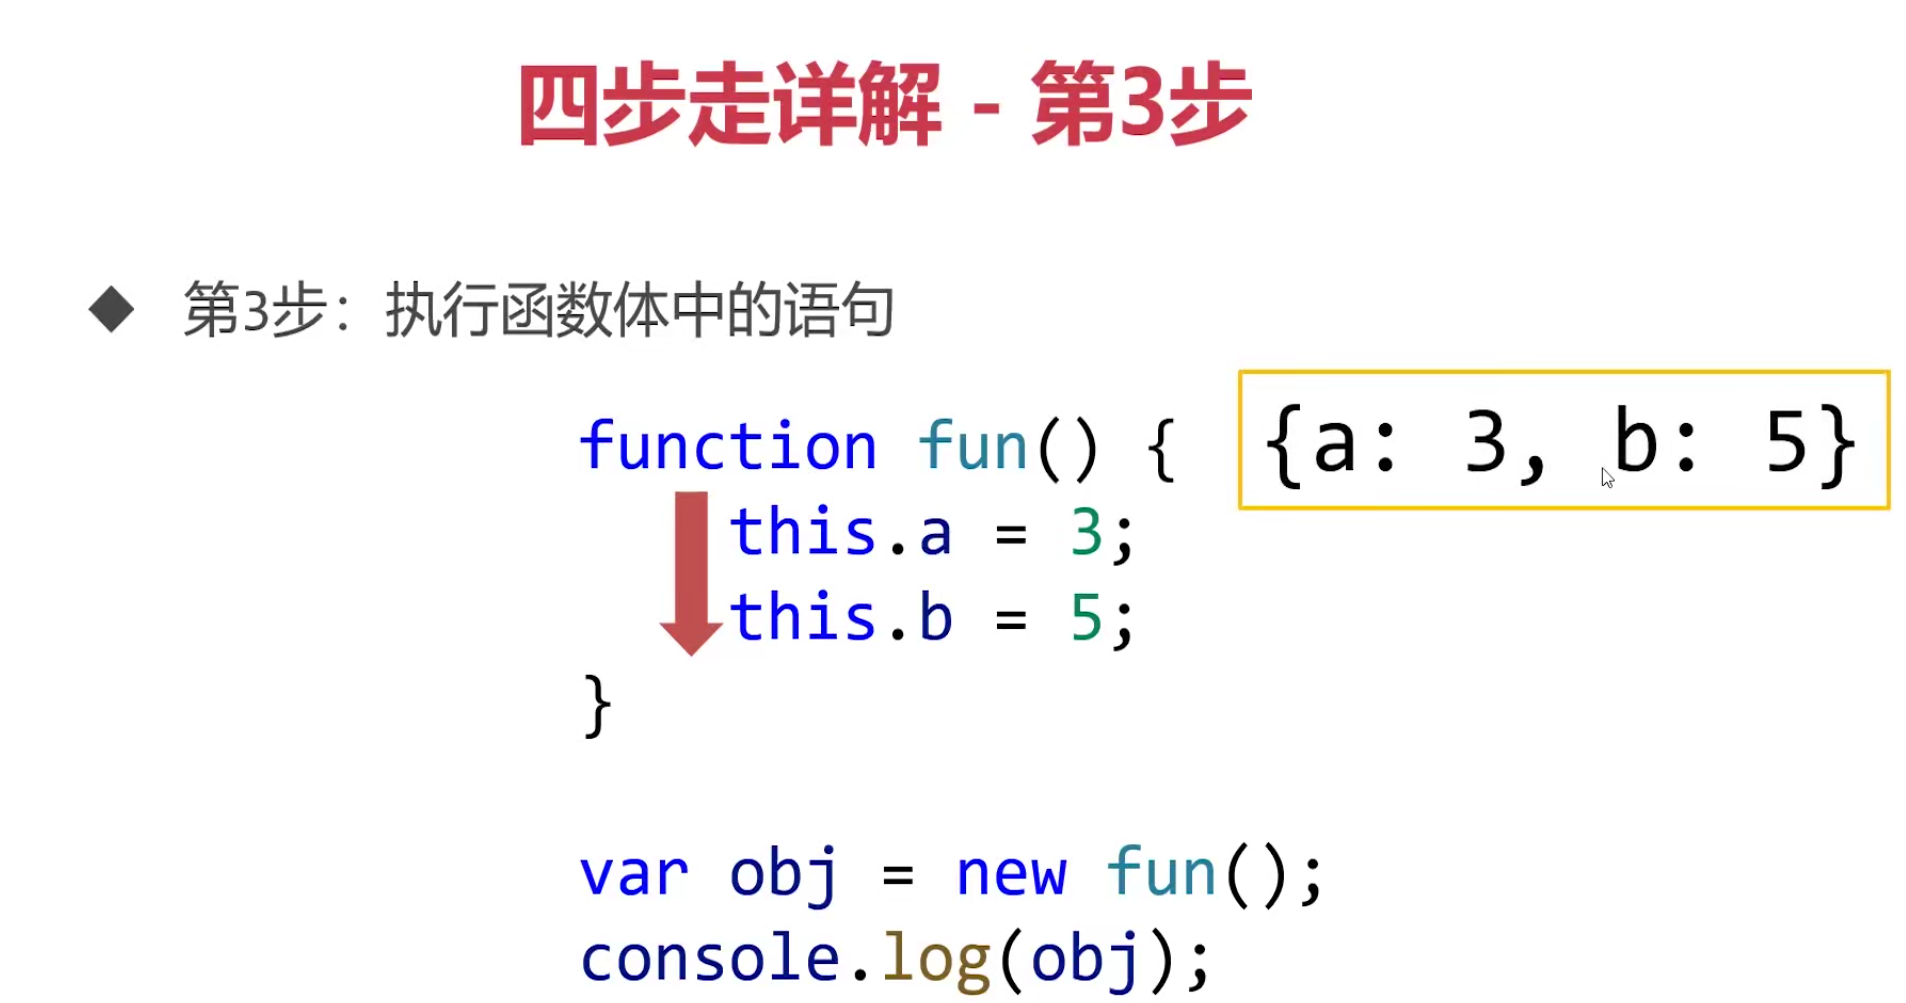 四步走详解 - 第3步
第3步：执行函数体中的语句
function fun() {
{a: 3, b: 5}
this.a = 3;
this.b = 5;
}
var obj = new fun();
console.log(obj);